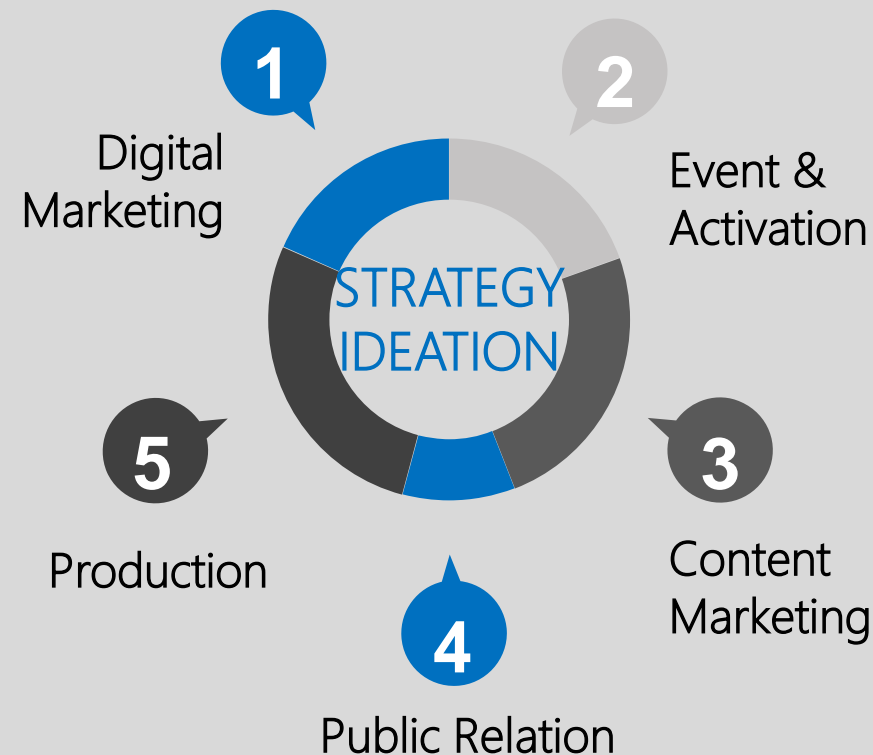 1
Digital
Marketing
2
Event &
Activation
STRATEGY
IDEATION
5
Production
3
Content
Marketing
4
Public Relation